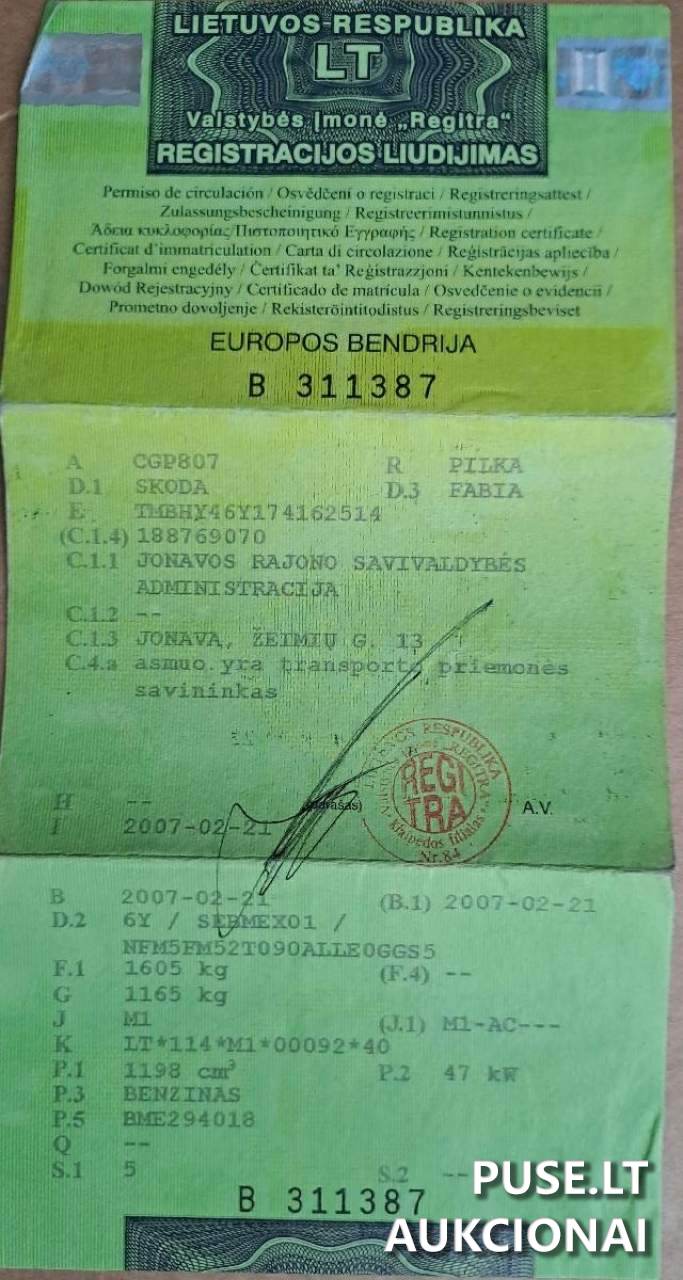 LIETUVOS RESPUBLIKA
LT
Valstybės įmonė „Regitra“
REGISTRACIJOS LIUDIJIMAS
Permiso de circulación / Osvědčení o registraci / Registreringsattest /
Zulassungsbescheinigung / Registreerimistunnistus /
Άδεια κυκλοφορίας/Πιστοποιητικό Εγγραφής / Registration certificate /
Certificat d'immatriculation / Carta di circolazione / Reģistrācijas apliecība /
Forgalmi engedély / Ċertifikat ta' Reġistrazzjoni / Kentekenbewijs /
Dowód Rejestracyjny / Certificado de matrícula / Osvedčenie o evidencii /
Prometno dovoljenje / Rekisteröintitodistus / Registreringsbeviset
EUROPOS BENDRIJA
B 311387
A CGP807 R PILKA
D.1 SKODA D.3 FABIA
E TMBHY46Y174162514
(C.1.4) 188769070
C.1.1 JONAVOS RAJONO SAVIVALDYBĖS
ADMINISTRACIJA
C.1.2 --
C.1.3 JONAVA, ŽEIMIŲ G. 13
C.4.a asmuo yra transporto priemonės
savininkas
H --
I 2007-02-21
A.V.
LIETUVOS RESPUBLIKA
REGITRA
Klaipėdos filialas
Nr.84
B 2007-02-21 (B.1) 2007-02-21
D.2 6Y / SEBMEX01 /
NFM5FM52T090ALLE0GGS5
F.1 1605 kg (F.4) --
G 1165 kg
J M1 (J.1) M1-AC---
K LT*114*M1*00092*40
P.1 1198 cm³ P.2 47 kW
P.3 BENZINAS
P.5 BME294018
Q --
S.1 5 S.2 --
B 311387
PUSE.LT
AUKCIONAI